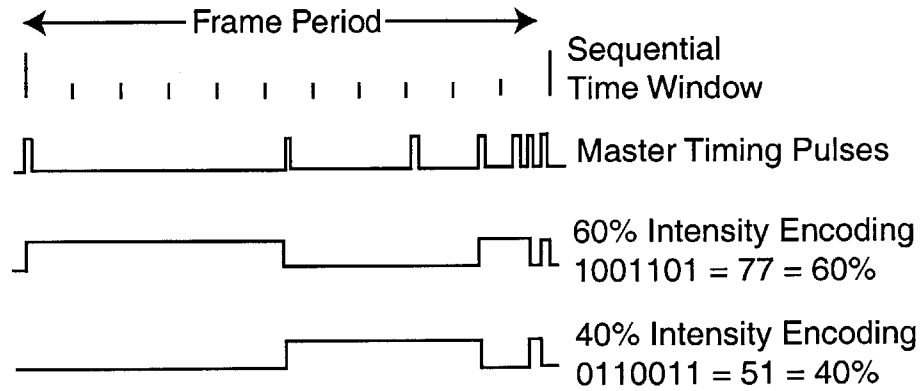 Frame Period
Sequential
Time Window
Master Timing Pulses
60% Intensity Encoding
1001101 = 77 = 60%
40% Intensity Encoding
0110011 = 51 = 40%